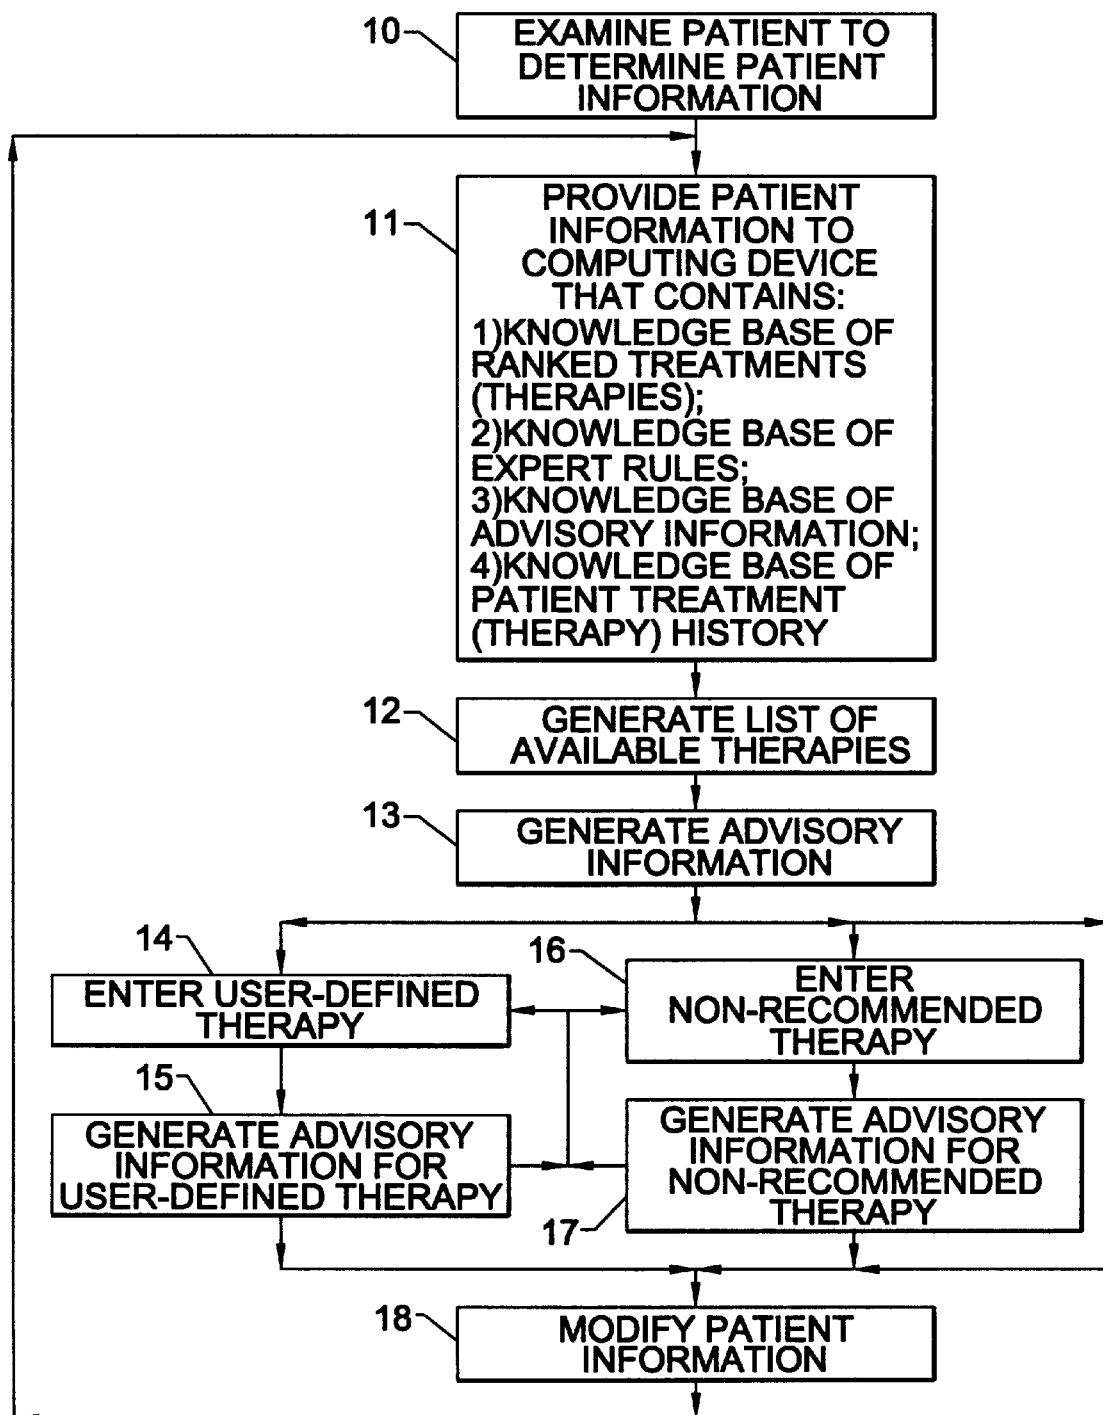 10
EXAMINE PATIENT TO
DETERMINE PATIENT
INFORMATION
11
PROVIDE PATIENT
INFORMATION TO
COMPUTING DEVICE
THAT CONTAINS:
1)KNOWLEDGE BASE OF
RANKED TREATMENTS
(THERAPIES);
2)KNOWLEDGE BASE OF
EXPERT RULES;
3)KNOWLEDGE BASE OF
ADVISORY INFORMATION;
4)KNOWLEDGE BASE OF
PATIENT TREATMENT
(THERAPY) HISTORY
12
GENERATE LIST OF
AVAILABLE THERAPIES
13
GENERATE ADVISORY
INFORMATION
14
ENTER USER-DEFINED
THERAPY
16
ENTER
NON-RECOMMENDED
THERAPY
15
GENERATE ADVISORY
INFORMATION FOR
USER-DEFINED THERAPY
17
GENERATE ADVISORY
INFORMATION FOR
NON-RECOMMENDED
THERAPY
18
MODIFY PATIENT
INFORMATION